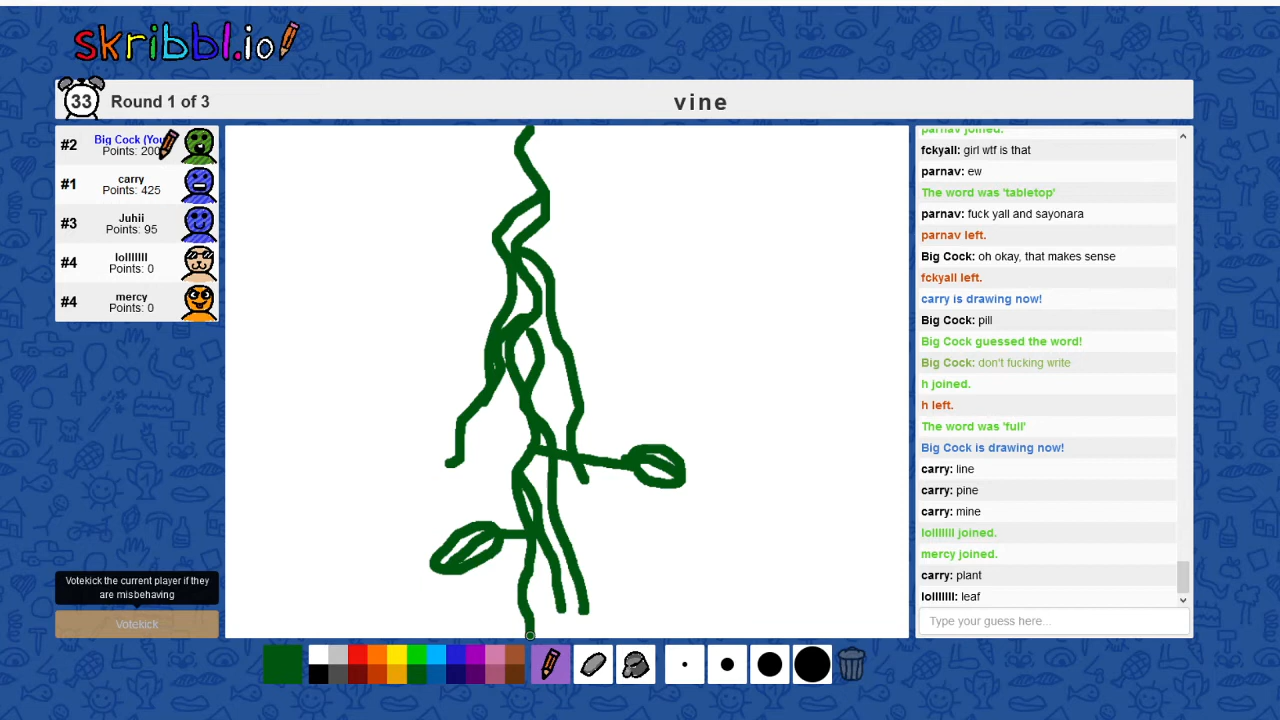 skribbl.io
33
Round 1 of 3
vine
#2
Big Cock (You
Points: 200
#1
carry
Points: 425
#3
Juhii
Points: 95
#4
lolllllll
Points: 0
#4
mercy
Points: 0
Votekick the current player if they
are misbehaving
Votekick
parnav joined.
fckyall: girl wtf is that
parnav: ew
The word was 'tabletop'
parnav: fuck yall and sayonara
parnav left.
Big Cock: oh okay, that makes sense
fckyall left.
carry is drawing now!
Big Cock: pill
Big Cock guessed the word!
Big Cock: don't fucking write
h joined.
h left.
The word was 'full'
Big Cock is drawing now!
carry: line
carry: pine
carry: mine
lolllllll joined.
mercy joined.
carry: plant
lolllllll: leaf
Type your guess here...